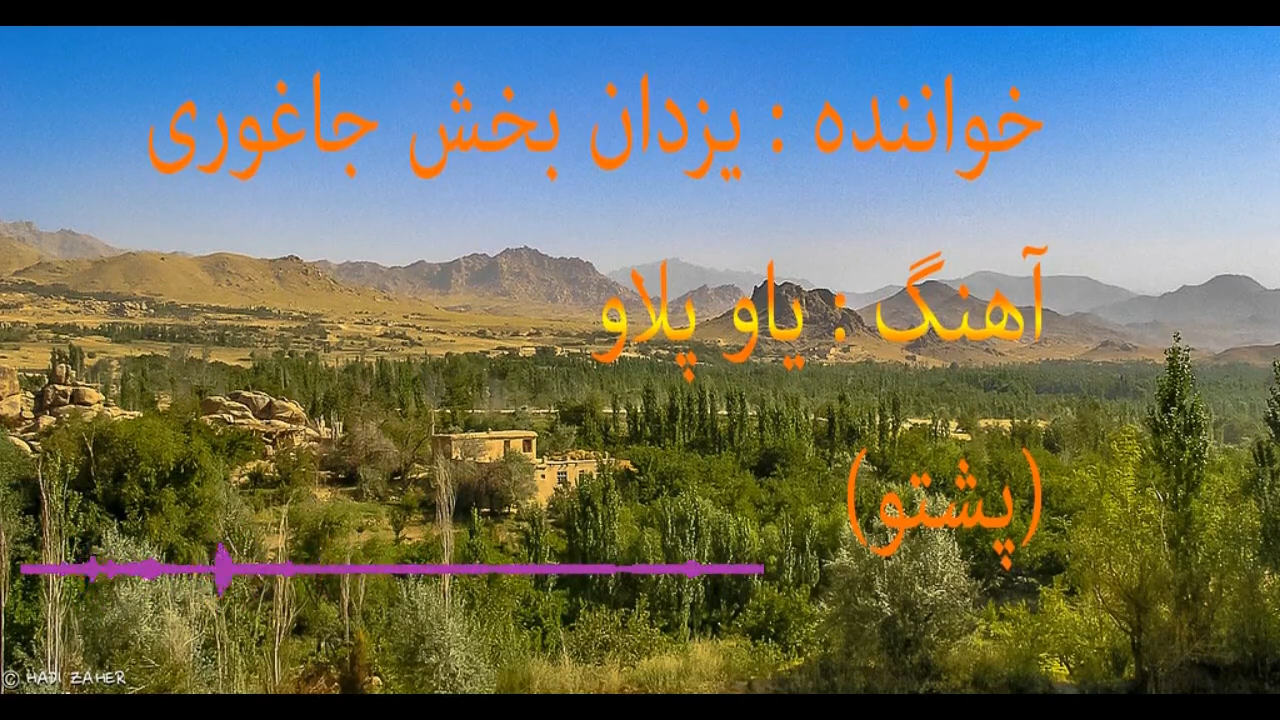 خواننده : یزدان بخش جاغوری
آهنگ : یاو پلاو
(پشتو)
© HADI ZAHER